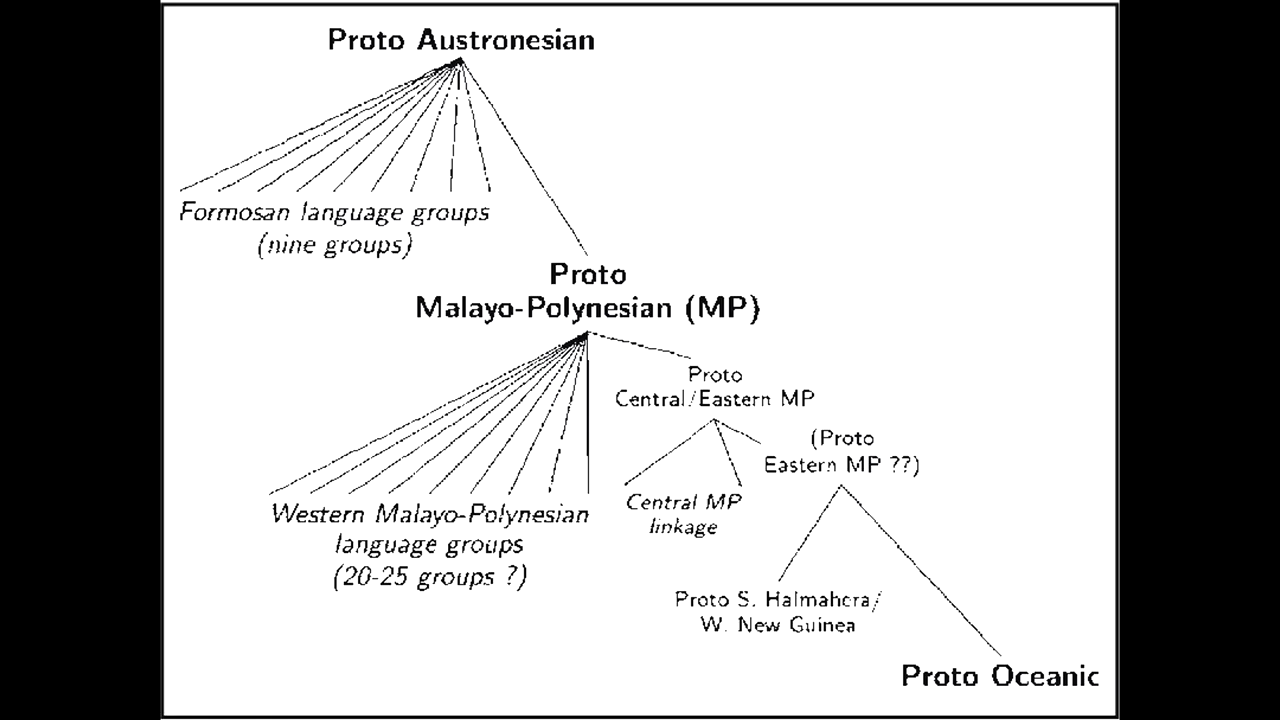 Proto Austronesian
Formosan language groups
(nine groups)
Proto
Malayo-Polynesian (MP)
Proto
Central/Eastern MP
(Proto
Eastern MP ??)
Western Malayo-Polynesian
language groups
(20-25 groups ?)
Central MP
linkage
Proto S. Halmahera/
W. New Guinea
Proto Oceanic